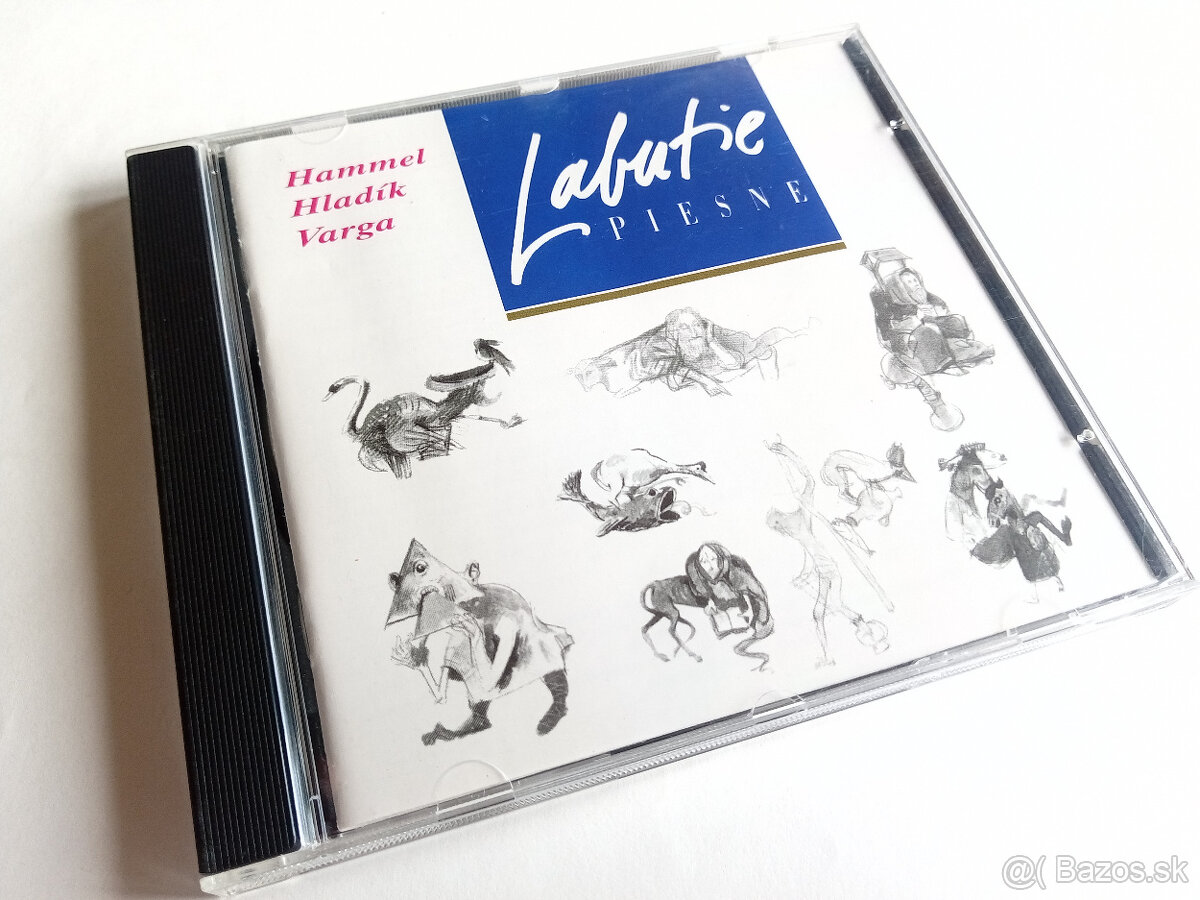 Hammel
Hladík
Varga
Labutie
PIESNE
@( Bazos.sk